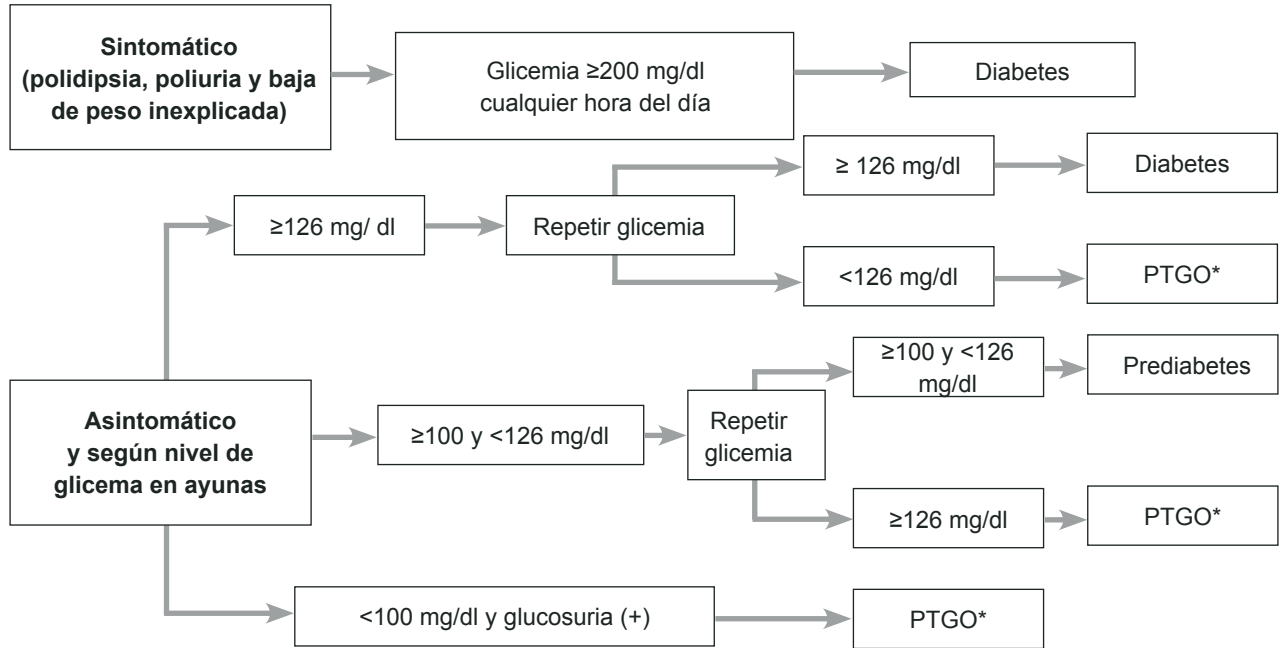 Sintomático
(polidipsia, poliuria y baja
de peso inexplicada)
Glicemia ≥200 mg/dl
cualquier hora del día
Diabetes
≥126 mg/ dl
Repetir glicemia
≥ 126 mg/dl
Diabetes
<126 mg/dl
PTGO*
Asintomático
y según nivel de
glicema en ayunas
≥100 y <126 mg/dl
Repetir
glicemia
≥100 y <126
mg/dl
Prediabetes
≥126 mg/dl
PTGO*
<100 mg/dl y glucosuria (+)
PTGO*